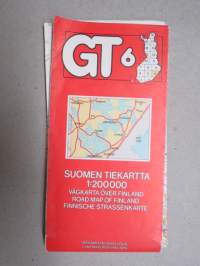 GT 6
SUOMEN TIEKARTTA
1:200 000
VÄGKARTA ÖVER FINLAND
ROAD MAP OF FINLAND
FINNISCHE STRASSENKARTE